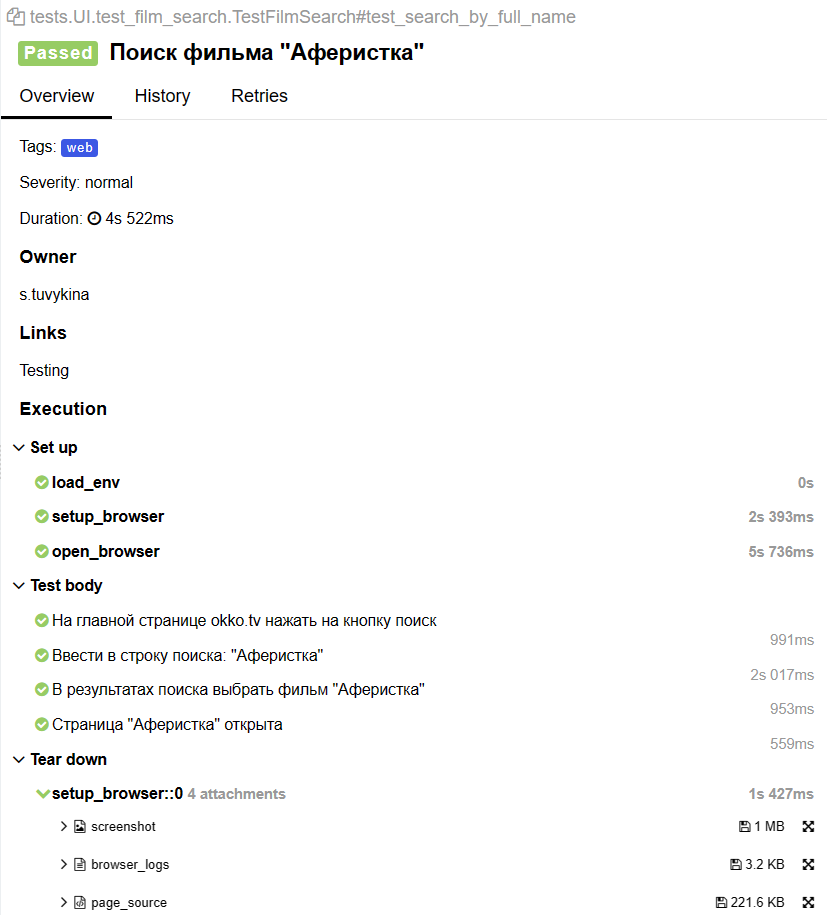 tests.UI.test_film_search.TestFilmSearch#test_search_by_full_name
Passed Поиск фильма "Аферистка"
Overview History Retries
Tags: web
Severity: normal
Duration: 4s 522ms
Owner
s.tuvykina
Links
Testing
Execution
Set up
load_env 0s
setup_browser 2s 393ms
open_browser 5s 736ms
Test body
На главной странице okko.tv нажать на кнопку поиск
991ms
Ввести в строку поиска: "Аферистка"
2s 017ms
В результатах поиска выбрать фильм "Аферистка"
953ms
Страница "Аферистка" открыта
559ms
Tear down
setup_browser::0 4 attachments 1s 427ms
screenshot 1 MB
browser_logs 3.2 KB
page_source 221.6 KB